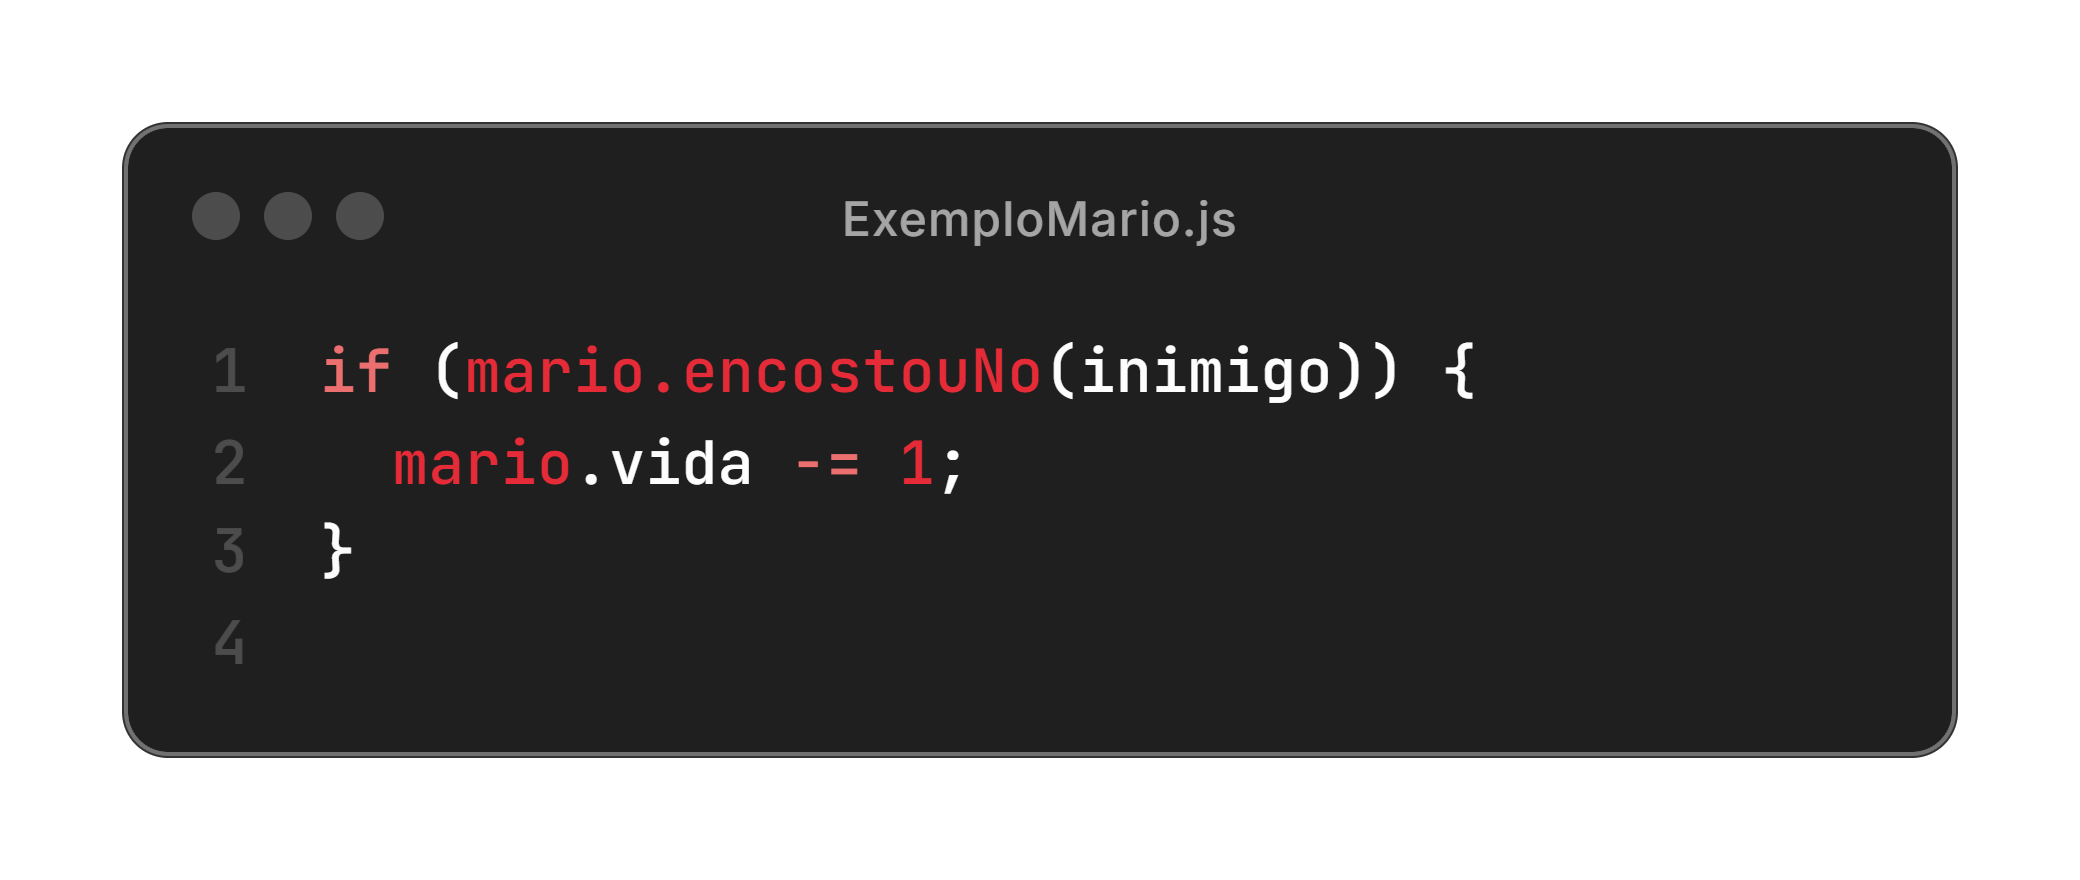 ExemploMario.js
1 if (mario.encostouNo(inimigo)) {
2   mario.vida -= 1;
3 }
4